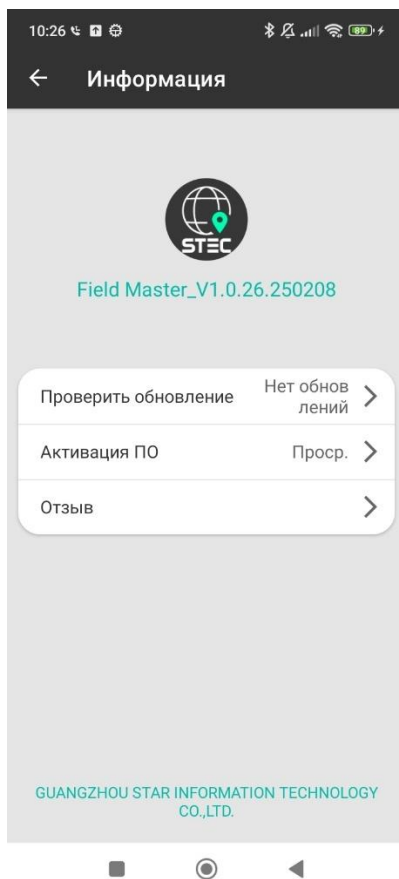 10:26
89
Информация
STEC
Field Master_V1.0.26.250208
Проверить обновление
Нет обнов
лений
Активация ПО
Проср.
Отзыв
GUANGZHOU STAR INFORMATION TECHNOLOGY
CO.,LTD.